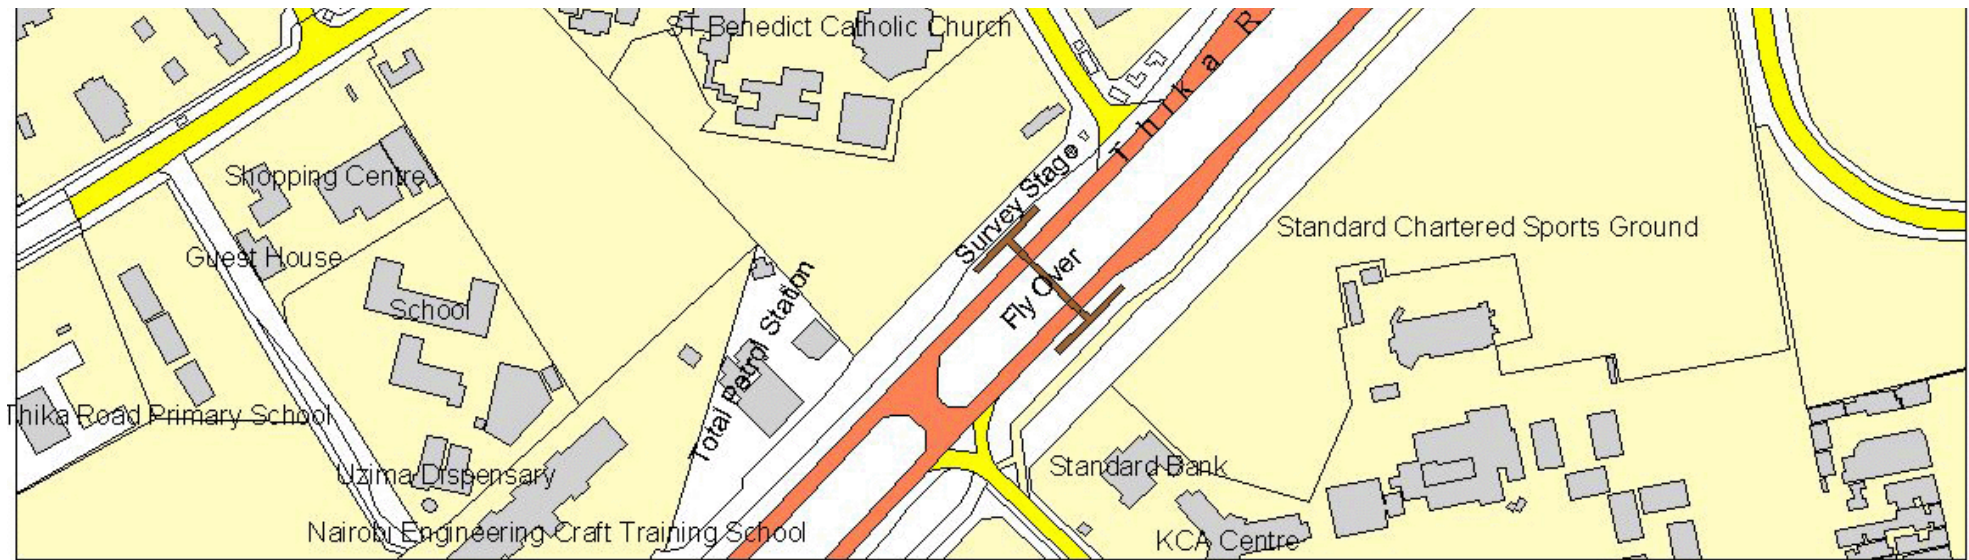 ST Benedict Catholic Church
Thika R
Shopping Centre
Survey Stage
Standard Chartered Sports Ground
Guest House
Fly Over
School
Total Petrol Station
Thika Road Primary School
Uzima Dispensary
Standard Bank
Nairobi Engineering Craft Training School
KCA Centre